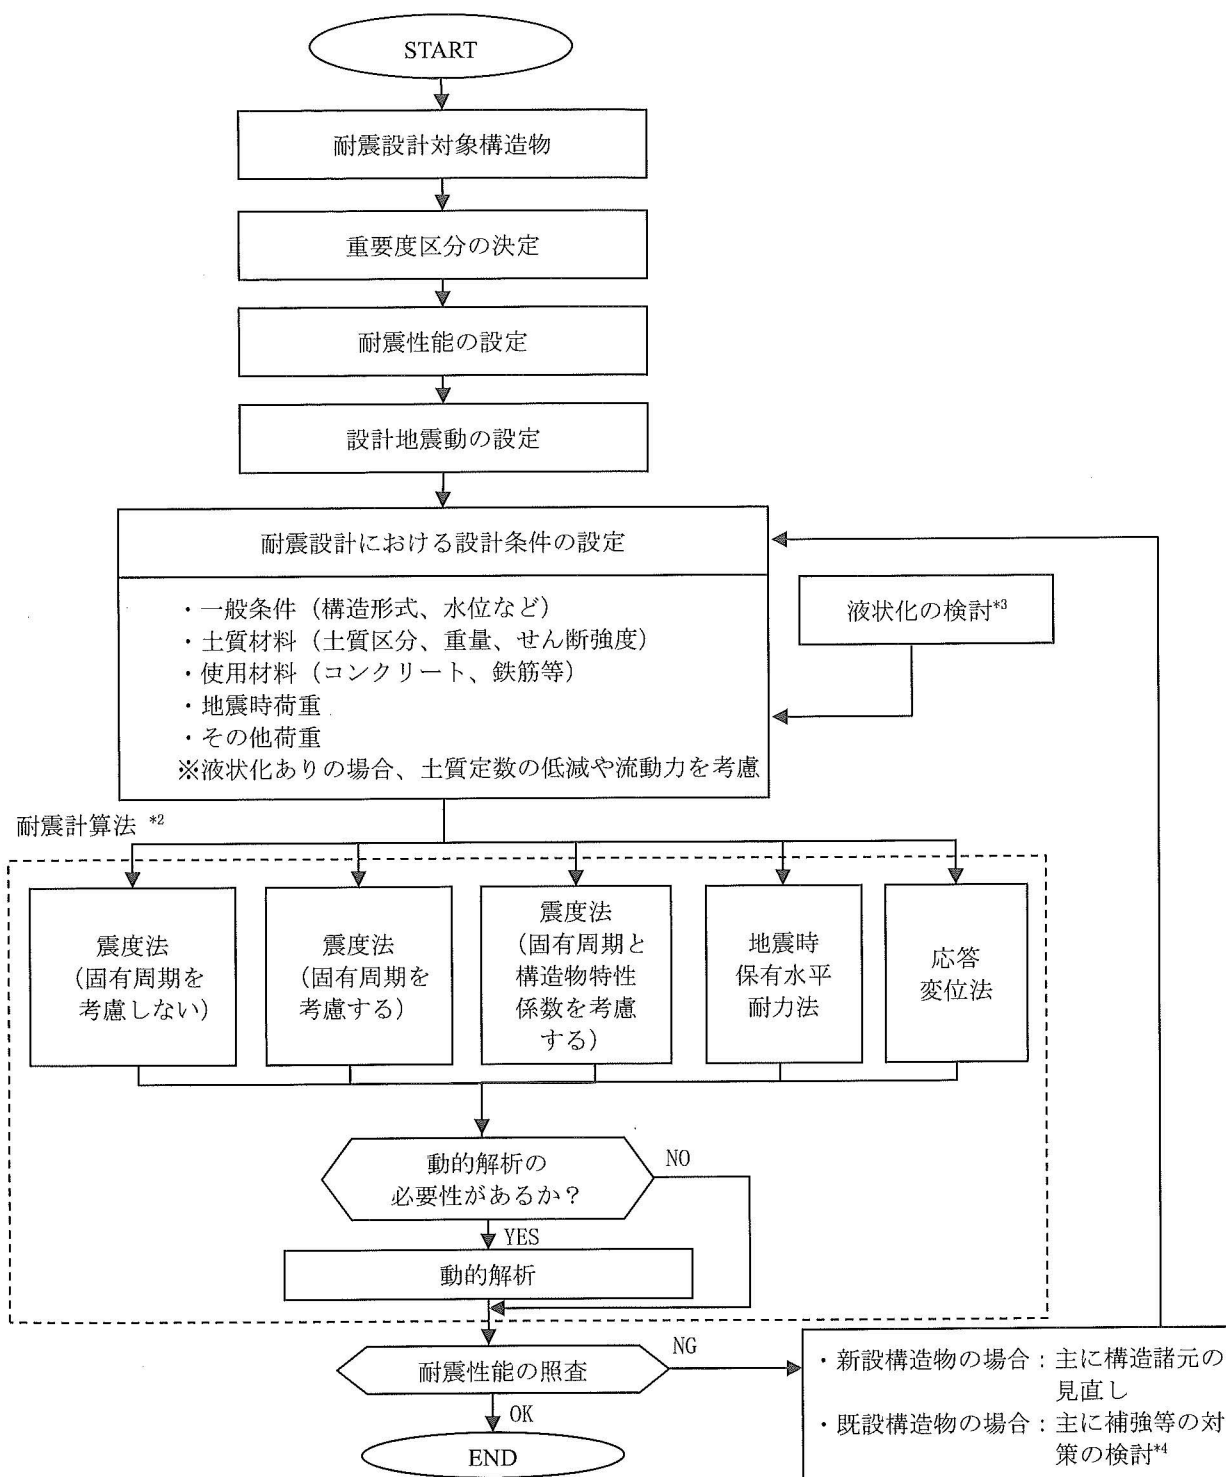 START
耐震設計対象構造物
重要度区分の決定
耐震性能の設定
設計地震動の設定
耐震設計における設計条件の設定
・一般条件（構造形式、水位など）
・土質材料（土質区分、重量、せん断強度）
・使用材料（コンクリート、鉄筋等）
・地震時荷重
・その他荷重
※液状化ありの場合、土質定数の低減や流動力を考慮
液状化の検討*3
耐震計算法 *2
震度法
（固有周期を
考慮しない）
震度法
（固有周期を
考慮する）
震度法
（固有周期と
構造物特性
係数を考慮
する）
地震時
保有水平
耐力法
応答
変位法
動的解析の
必要性があるか？
NO
YES
動的解析
耐震性能の照査
NG
OK
END
・新設構造物の場合：主に構造諸元の
見直し
・既設構造物の場合：主に補強等の対
策の検討*4